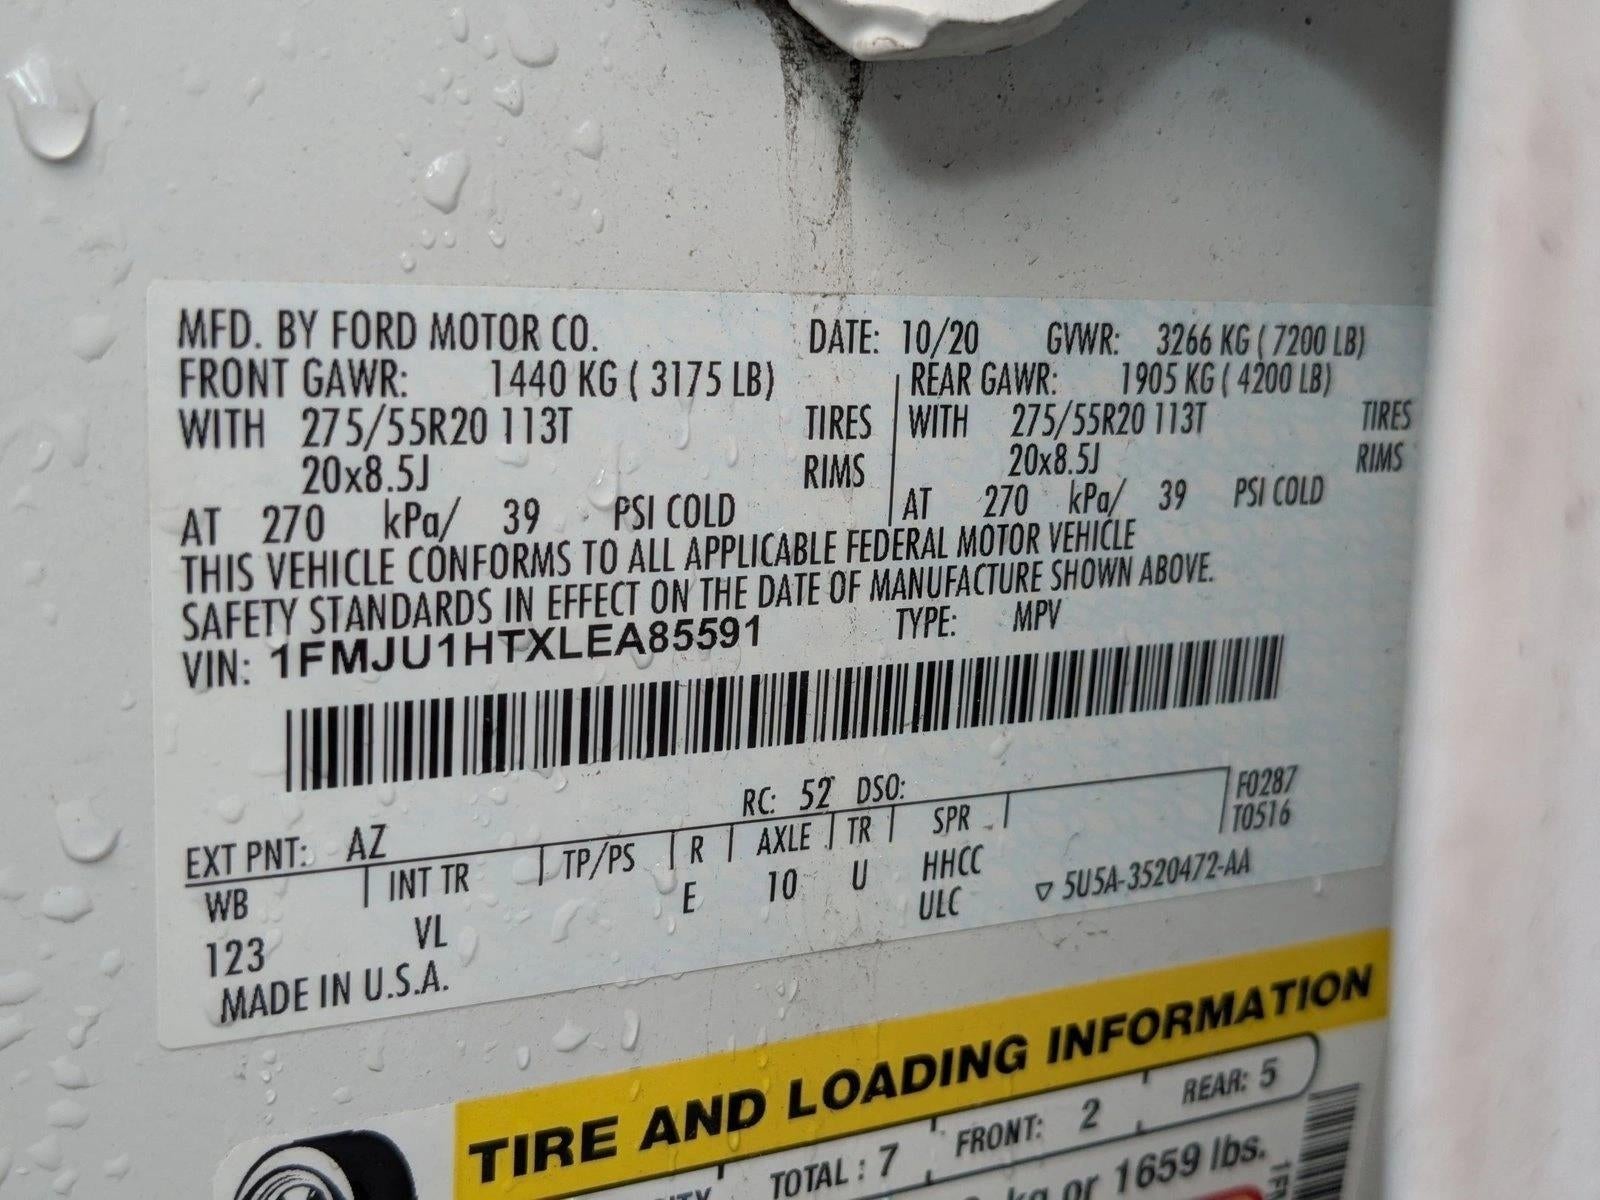 MFD. BY FORD MOTOR CO. DATE: 10/20 GVWR: 3266 KG ( 7200 LB)
FRONT GAWR: 1440 KG ( 3175 LB) REAR GAWR: 1905 KG ( 4200 LB)
WITH 275/55R20 113T TIRES WITH 275/55R20 113T TIRES
20x8.5J RIMS 20x8.5J RIMS
AT 270 kPa/ 39 PSI COLD AT 270 kPa/ 39 PSI COLD
THIS VEHICLE CONFORMS TO ALL APPLICABLE FEDERAL MOTOR VEHICLE
SAFETY STANDARDS IN EFFECT ON THE DATE OF MANUFACTURE SHOWN ABOVE.
VIN: 1FMJU1HTXLEA85591 TYPE: MPV
EXT PNT: AZ RC: 52 DSO: F0287
WB INT TR TP/PS R AXLE TR SPR T0516
123 VL E 10 U HHCC
ULC ▽ 5U5A-3520472-AA
MADE IN U.S.A.
TIRE AND LOADING INFORMATION
TOTAL : 7 FRONT: 2 REAR: 5
kg or 1659 lbs.